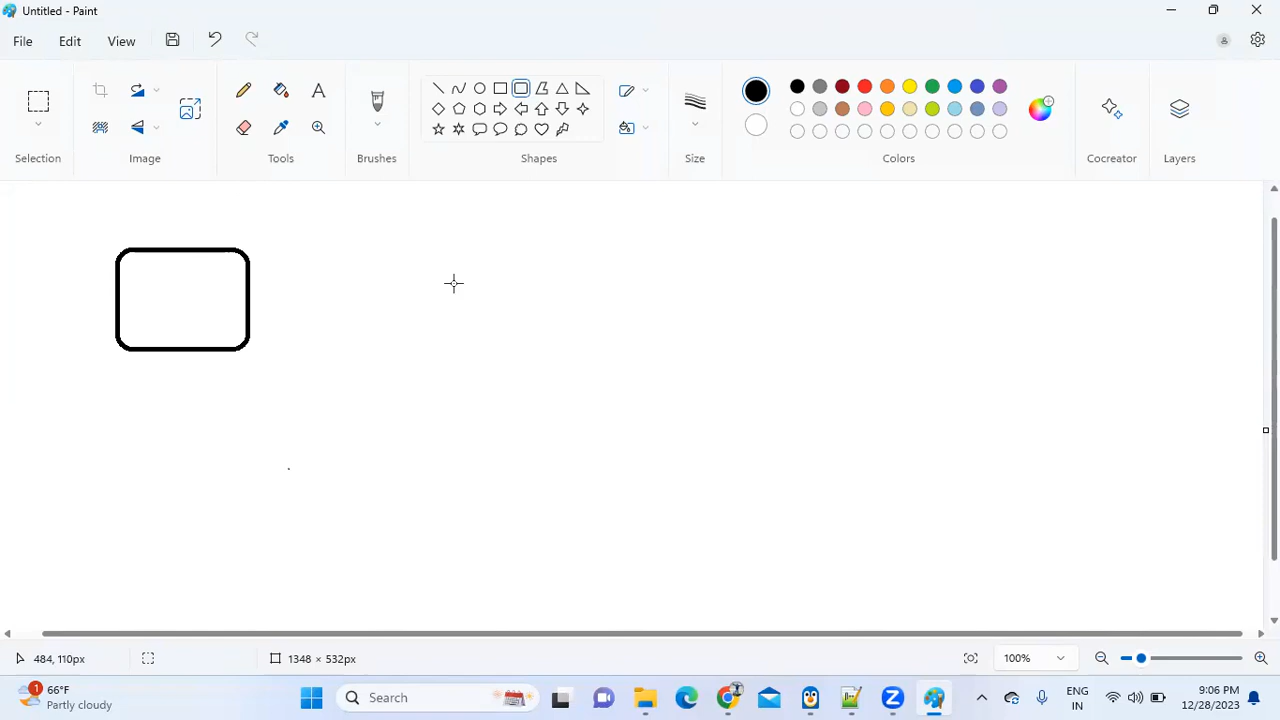 Untitled - Paint
File Edit View
A
Selection Image Tools Brushes Shapes Size Colors Cocreator Layers
484, 110px 1348 × 532px 100%
1 66°F
Partly cloudy
Search
Z
ENG
IN
9:06 PM
12/28/2023